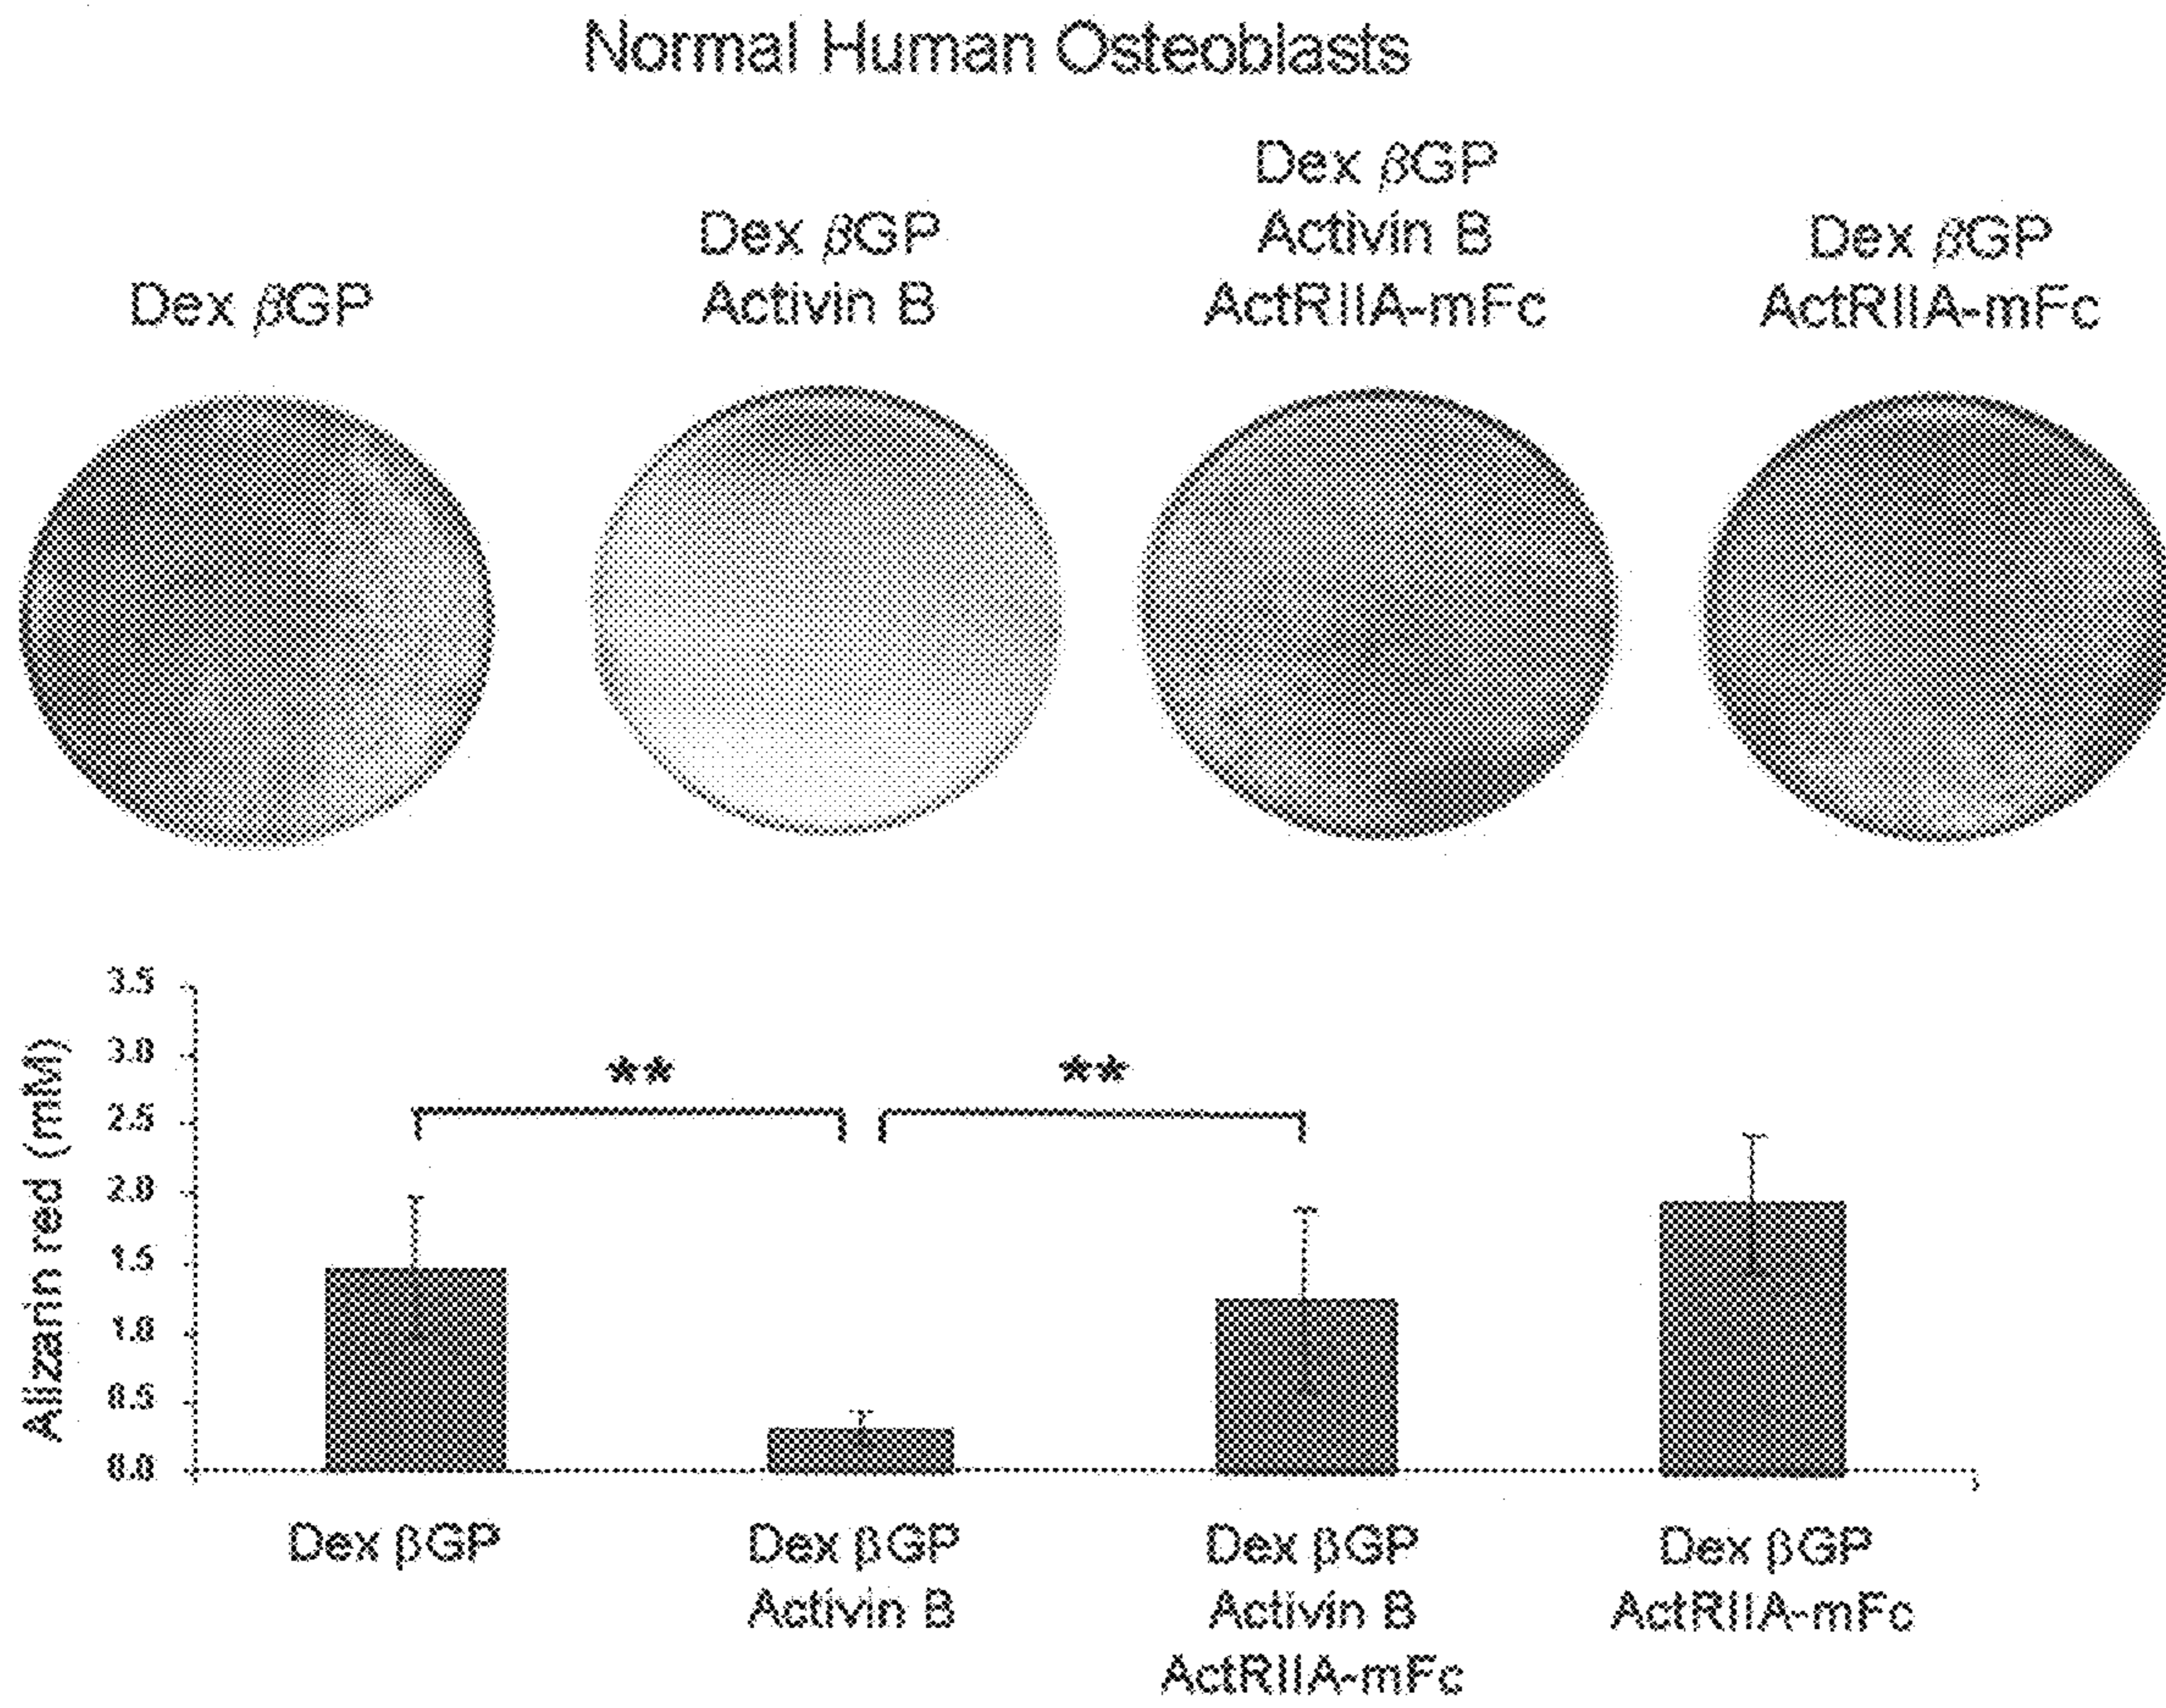 Normal Human Osteoblasts
Dex βGP
Dex βGP
Activin B
Dex βGP
Activin B
ActRIIA-mFc
Dex βGP
ActRIIA-mFc
Alizarin red (mM)
3.5
3.0
2.5
2.0
1.5
1.0
0.5
0.0
** **
Dex βGP
Dex βGP
Activin B
Dex βGP
Activin B
ActRIIA-mFc
Dex βGP
ActRIIA-mFc